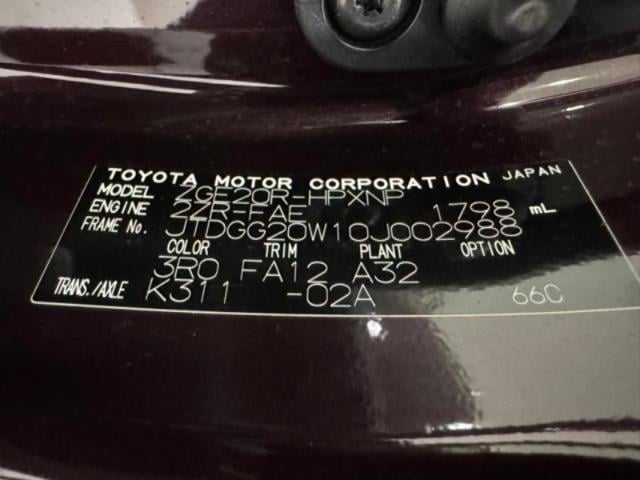 TOYOTA MOTOR CORPORATION JAPAN
MODEL ZGE20R-HPXNP
ENGINE 2ZR-FAE 1798 mL
FRAME No. JTDGG20W10J002988
COLOR TRIM PLANT OPTION
3R0 FA12 A32
TRANS./AXLE K311 -02A 66C